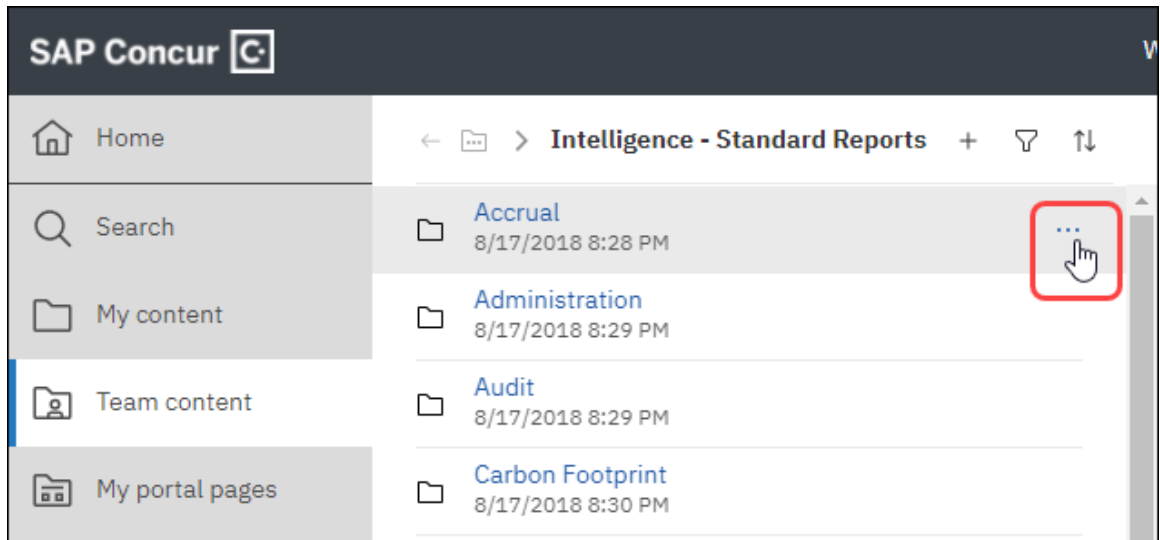 SAP Concur C
Home
Search
My content
Team content
My portal pages
Intelligence - Standard Reports
Accrual
8/17/2018 8:28 PM
Administration
8/17/2018 8:29 PM
Audit
8/17/2018 8:29 PM
Carbon Footprint
8/17/2018 8:30 PM